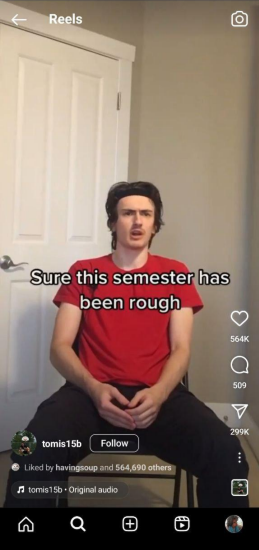 Reels
Sure this semester has
been rough
564K
509
299K
tomis15b Follow
Liked by havingsoup and 564,690 others
tomis15b • Original audio